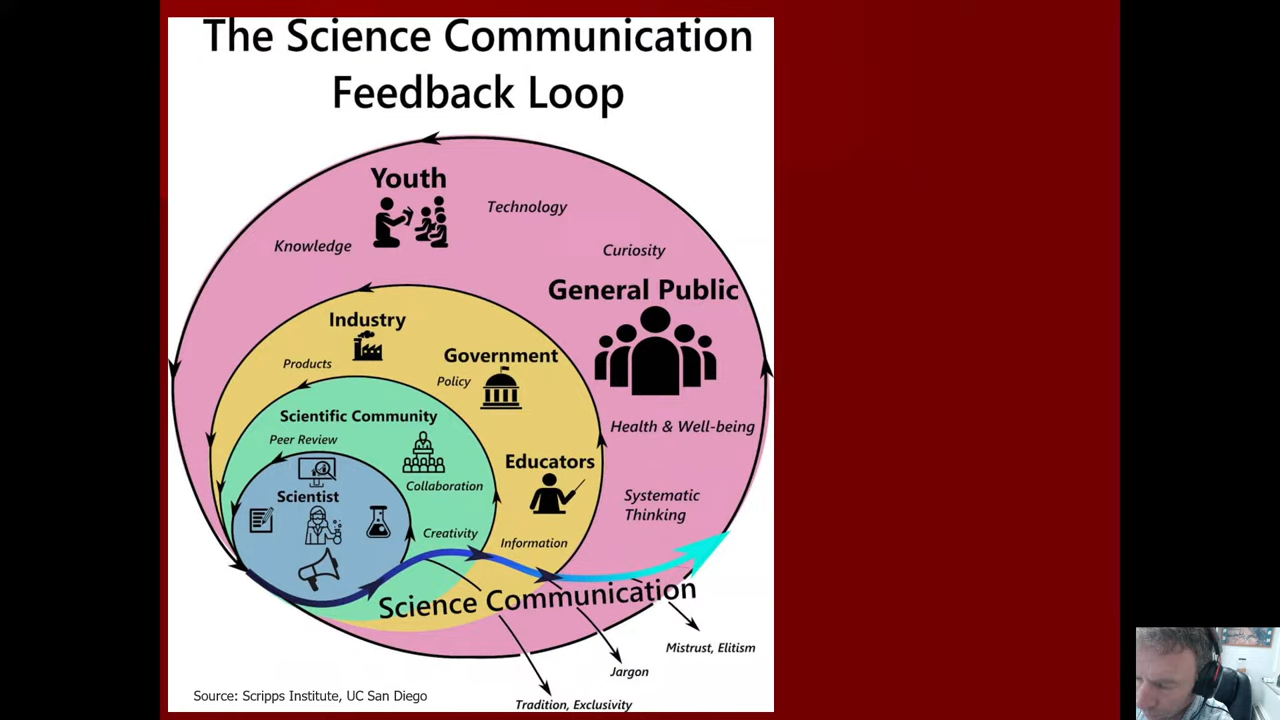 The Science Communication
Feedback Loop
Youth
Technology
Knowledge
Curiosity
General Public
Industry
Government
Products
Policy
Scientific Community
Health & Well-being
Peer Review
Educators
Collaboration
Scientist
Systematic
Thinking
Creativity
Information
Science Communication
Mistrust, Elitism
Jargon
Source: Scripps Institute, UC San Diego
Tradition, Exclusivity